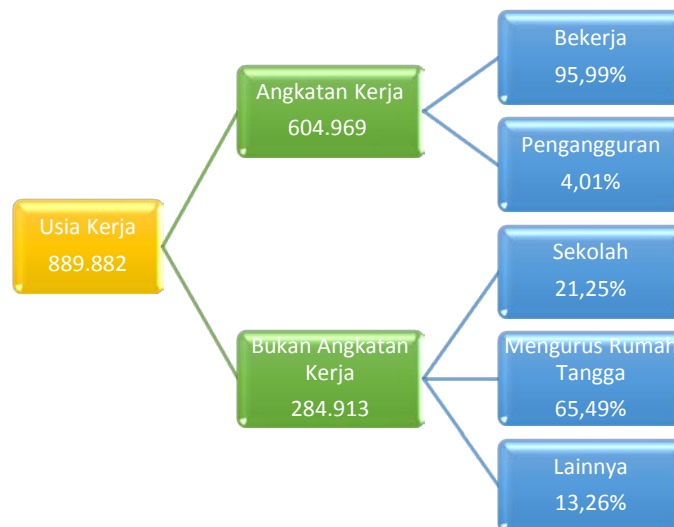 Usia Kerja
889.882
Angkatan Kerja
604.969
Bekerja
95,99%
Pengangguran
4,01%
Bukan Angkatan
Kerja
284.913
Sekolah
21,25%
Mengurus Rumah
Tangga
65,49%
Lainnya
13,26%